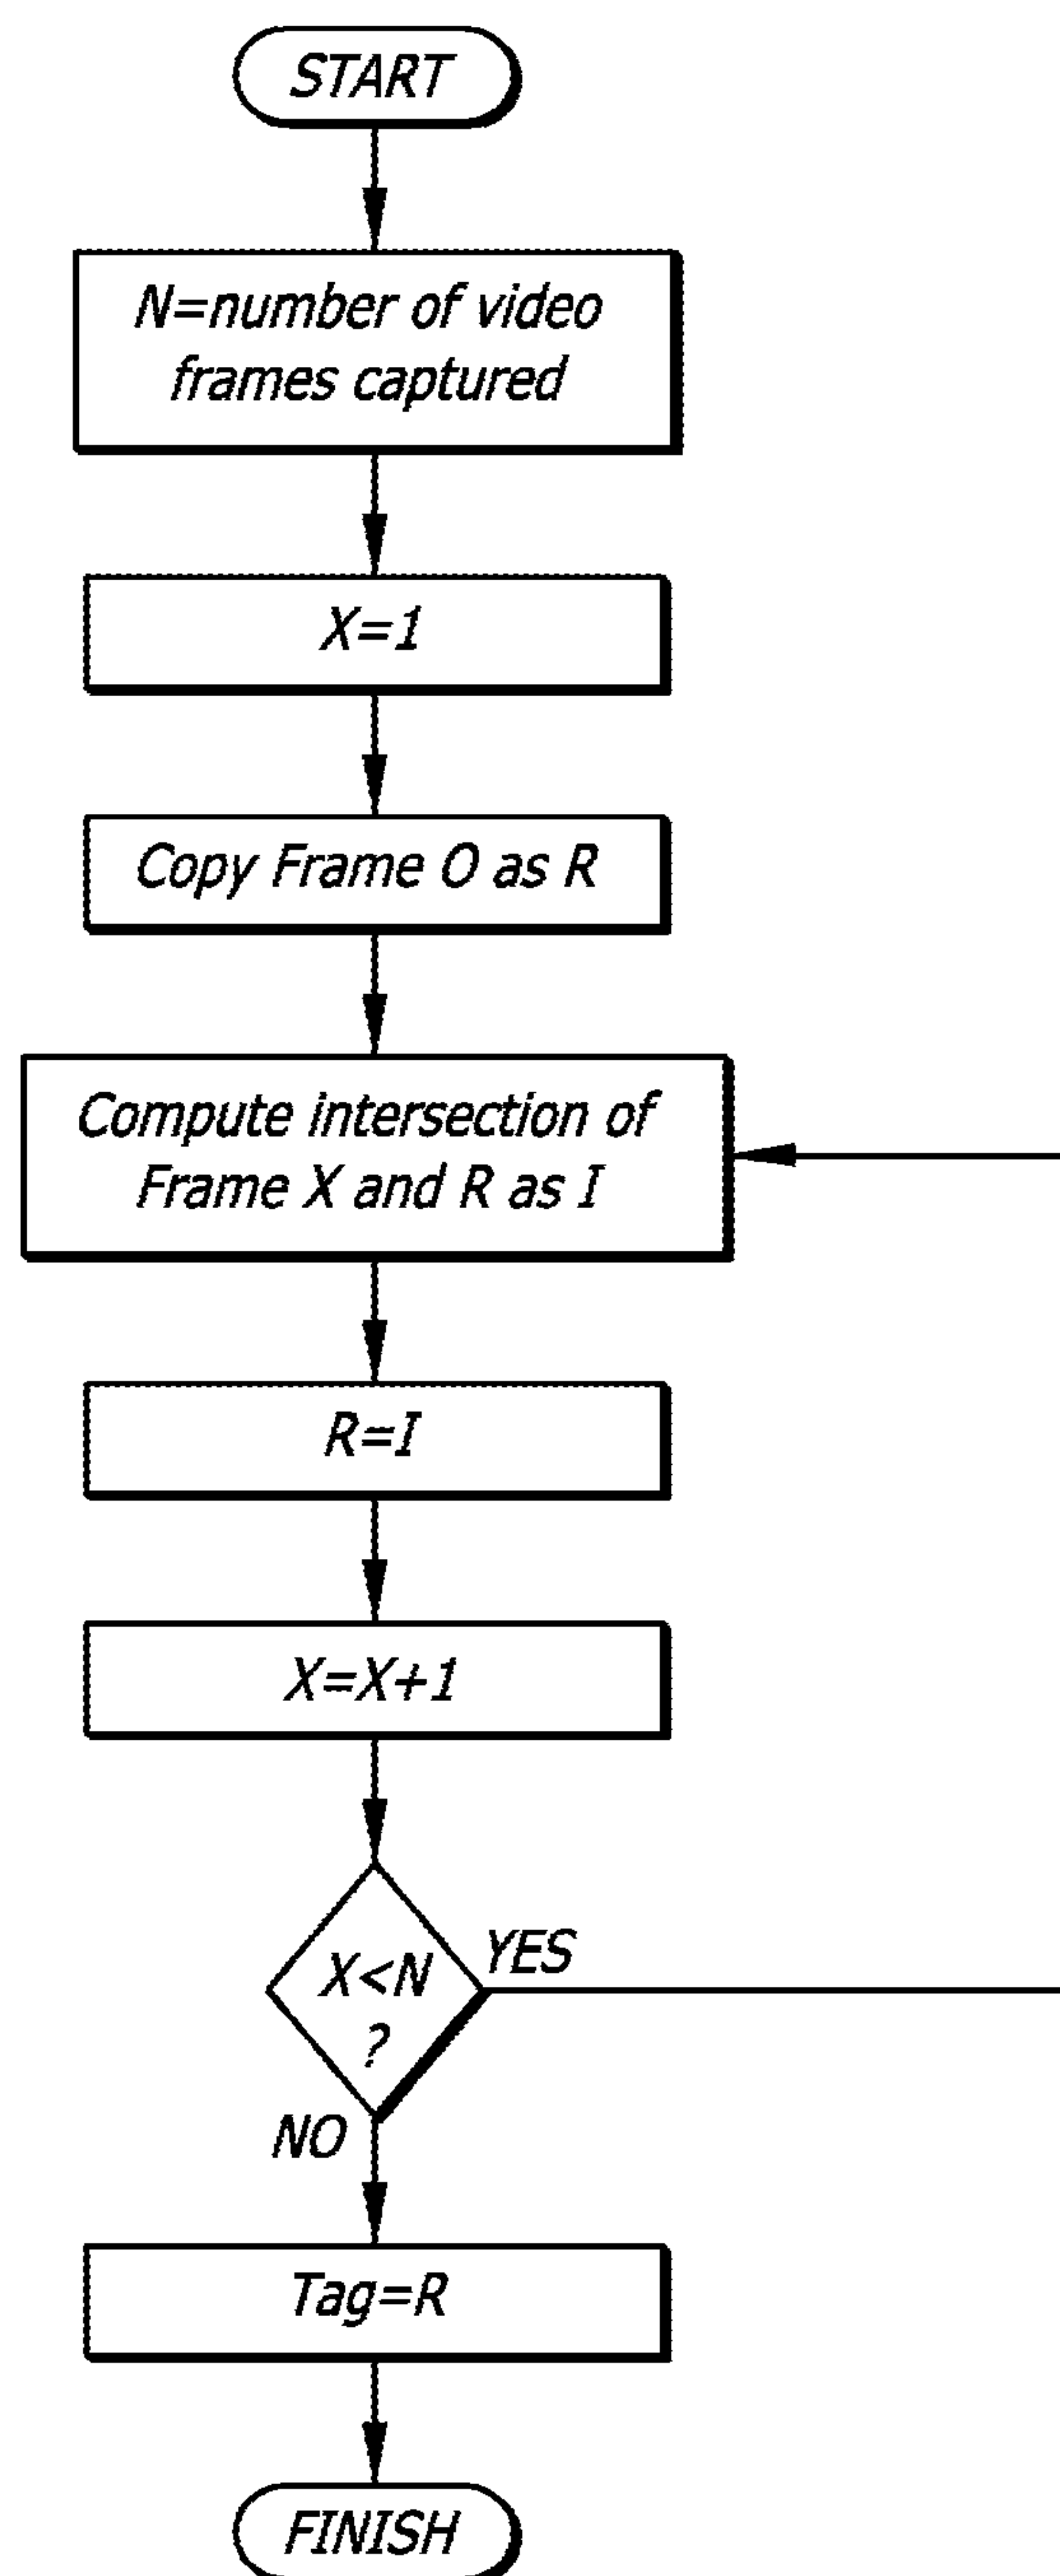 START
N=number of video
frames captured
X=1
Copy Frame O as R
Compute intersection of
Frame X and R as I
R=I
X=X+1
X<N
?
YES
NO
Tag=R
FINISH